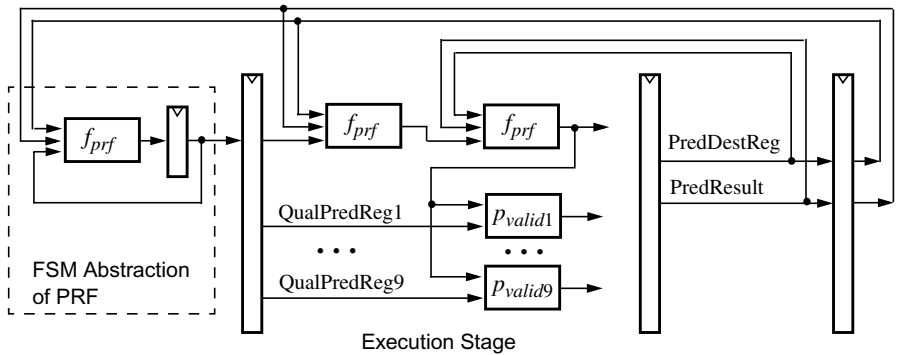 f_prf
f_prf
f_prf
PredDestReg
PredResult
QualPredReg1
p_valid1
• • •
• • •
QualPredReg9
p_valid9
FSM Abstraction
of PRF
Execution Stage